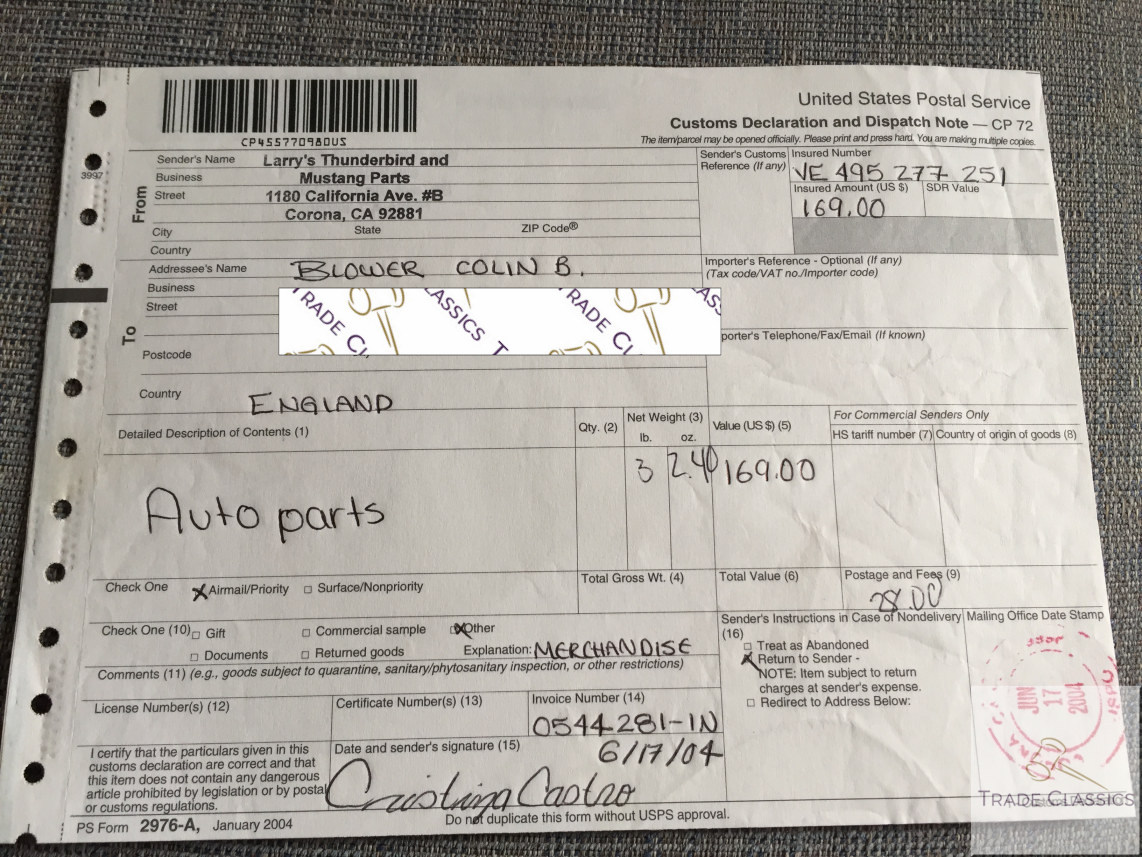 United States Postal Service
Customs Declaration and Dispatch Note — CP 72
The item/parcel may be opened officially. Please print and press hard. You are making multiple copies.
CP455770980US
3997
From
Sender's Name Larry's Thunderbird and
Business Mustang Parts
Street 1180 California Ave. #B
Corona, CA 92881
City State ZIP Code®
Country
Sender's Customs Reference (If any)
Insured Number
VE 495 277 251
Insured Amount (US $) SDR Value
169.00
To
Addressee's Name BLOWER COLIN B.
Business
Street
Postcode
Country ENGLAND
TRADE CLASSICS T
RADE CL
ASS
Importer's Reference - Optional (If any)
(Tax code/VAT no./Importer code)
porter's Telephone/Fax/Email (If known)
Detailed Description of Contents (1)
Qty. (2)
Net Weight (3)
lb. oz.
Value (US $) (5)
For Commercial Senders Only
HS tariff number (7) Country of origin of goods (8)
Auto parts
3 2.40 169.00
Check One Airmail/Priority Surface/Nonpriority
Total Gross Wt. (4)
Total Value (6)
Postage and Fees (9)
28.00
Check One (10) Gift Commercial sample Other
Documents Returned goods Explanation: MERCHANDISE
Comments (11) (e.g., goods subject to quarantine, sanitary/phytosanitary inspection, or other restrictions)
Sender's Instructions in Case of Nondelivery
(16)
Treat as Abandoned
Return to Sender -
NOTE: Item subject to return
charges at sender's expense.
Redirect to Address Below:
Mailing Office Date Stamp
JUN
17
2004
USPO
License Number(s) (12)
Certificate Number(s) (13)
Invoice Number (14)
0544281-IN
I certify that the particulars given in this
customs declaration are correct and that
this item does not contain any dangerous
article prohibited by legislation or by postal
or customs regulations.
Date and sender's signature (15)
6/17/04
Cristina Castro
TRADE CLASSICS
PS Form 2976-A, January 2004
Do not duplicate this form without USPS approval.